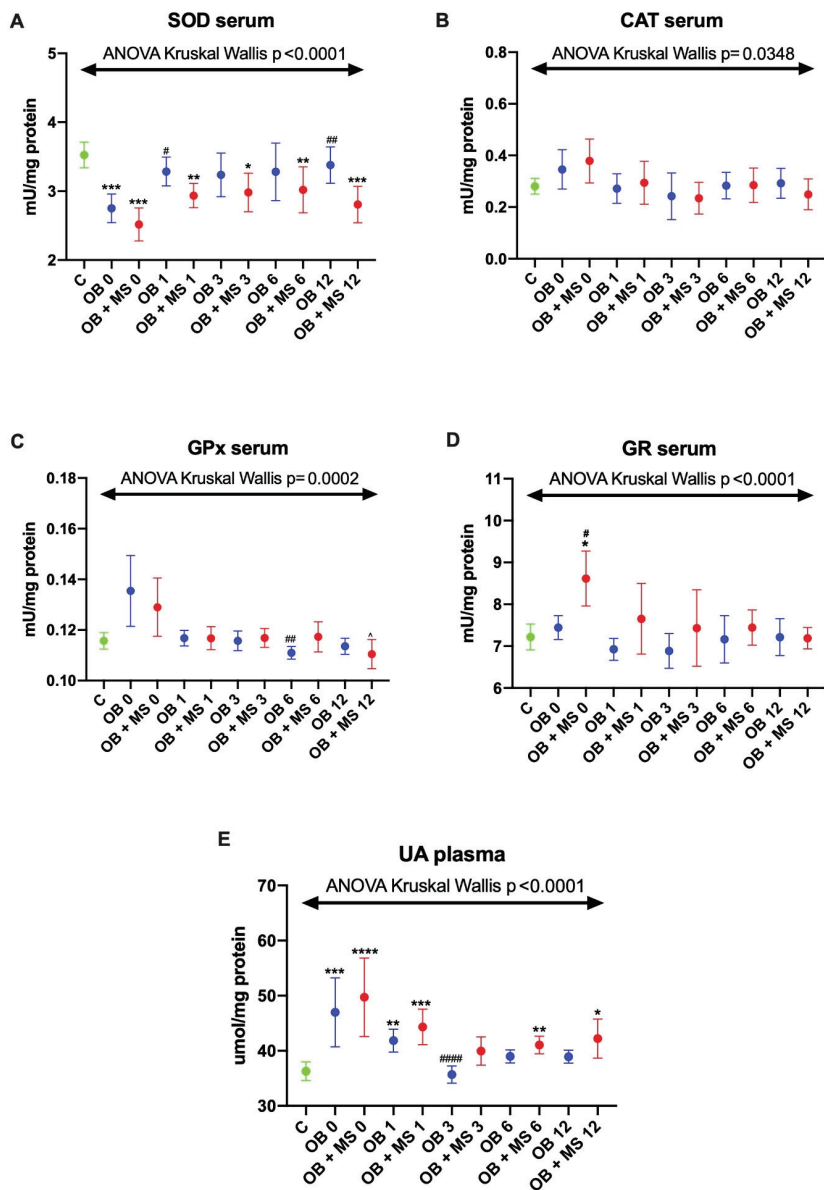 A
SOD serum
ANOVA Kruskal Wallis p <0.0001
mU/mg protein
5
4
3
2
***
***
#
**
*
**
##
***
C
OB 0
OB + MS 0
OB 1
OB + MS 1
OB 3
OB + MS 3
OB 6
OB + MS 6
OB 12
OB + MS 12
B
CAT serum
ANOVA Kruskal Wallis p= 0.0348
mU/mg protein
0.8
0.6
0.4
0.2
0.0
C
OB 0
OB + MS 0
OB 1
OB + MS 1
OB 3
OB + MS 3
OB 6
OB + MS 6
OB 12
OB + MS 12
C
GPx serum
ANOVA Kruskal Wallis p= 0.0002
mU/mg protein
0.18
0.16
0.14
0.12
0.10
##
^
C
OB 0
OB + MS 0
OB 1
OB + MS 1
OB 3
OB + MS 3
OB 6
OB + MS 6
OB 12
OB + MS 12
D
GR serum
ANOVA Kruskal Wallis p <0.0001
mU/mg protein
11
10
9
8
7
6
#
*
C
OB 0
OB + MS 0
OB 1
OB + MS 1
OB 3
OB + MS 3
OB 6
OB + MS 6
OB 12
OB + MS 12
E
UA plasma
ANOVA Kruskal Wallis p <0.0001
umol/mg protein
70
60
50
40
30
***
****
**
***
####
**
*
C
OB 0
OB + MS 0
OB 1
OB + MS 1
OB 3
OB + MS 3
OB 6
OB + MS 6
OB 12
OB + MS 12